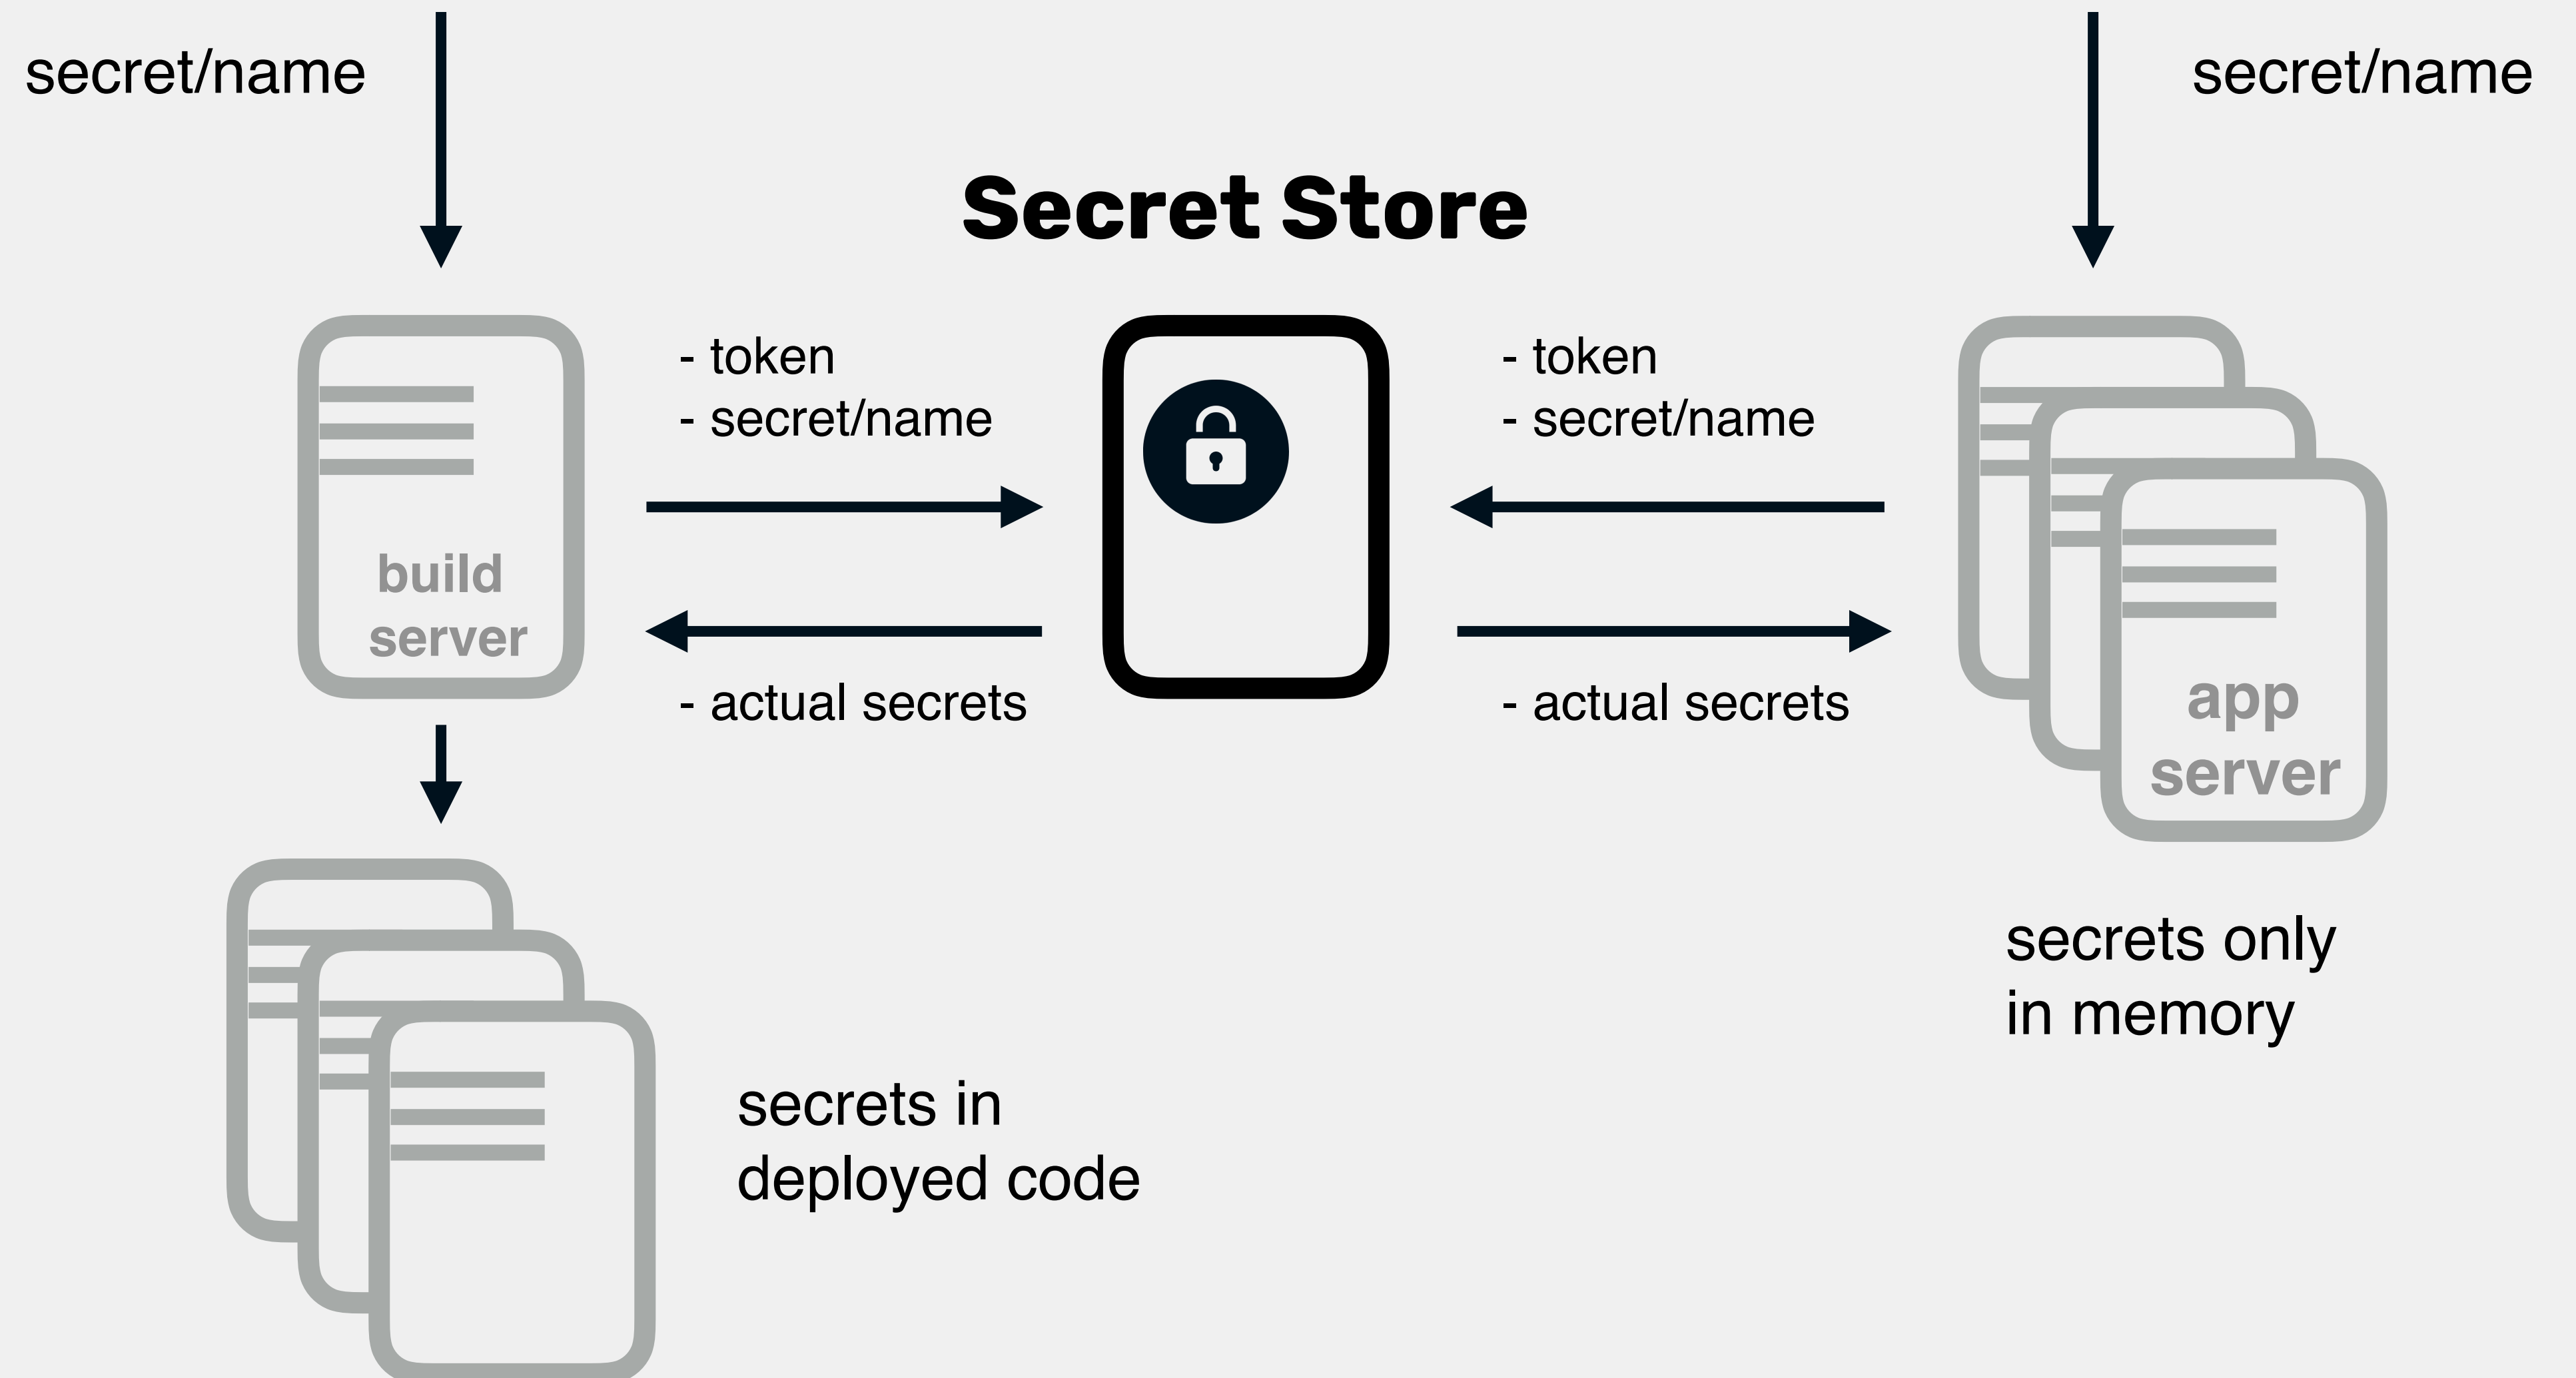 secret/name
secret/name
Secret Store
- token
- secret/name
- token
- secret/name
build
server
- actual secrets
- actual secrets
app
server
secrets only
in memory
secrets in
deployed code